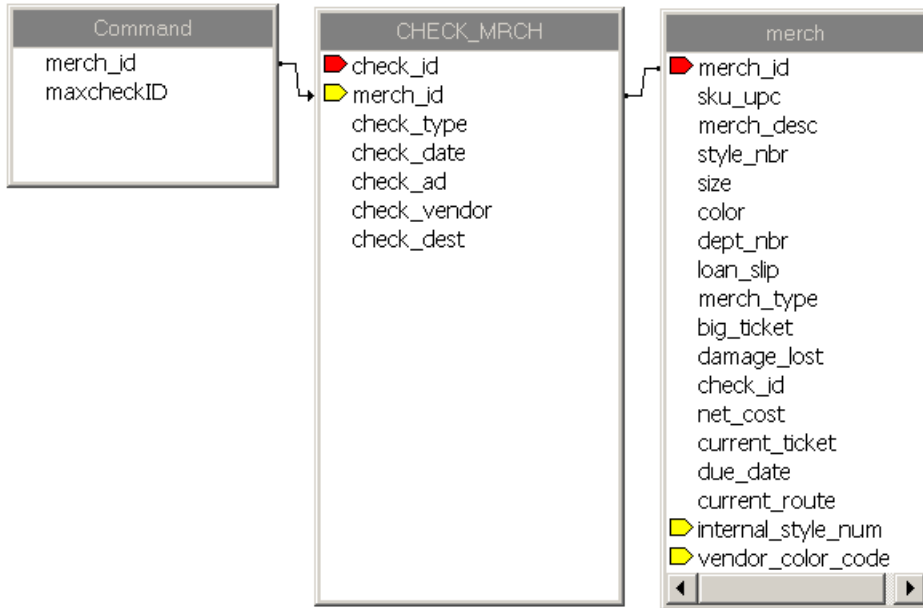 Command
merch_id
maxcheckID
CHECK_MRCH
check_id
merch_id
check_type
check_date
check_ad
check_vendor
check_dest
merch
merch_id
sku_upc
merch_desc
style_nbr
size
color
dept_nbr
loan_slip
merch_type
big_ticket
damage_lost
check_id
net_cost
current_ticket
due_date
current_route
internal_style_num
vendor_color_code